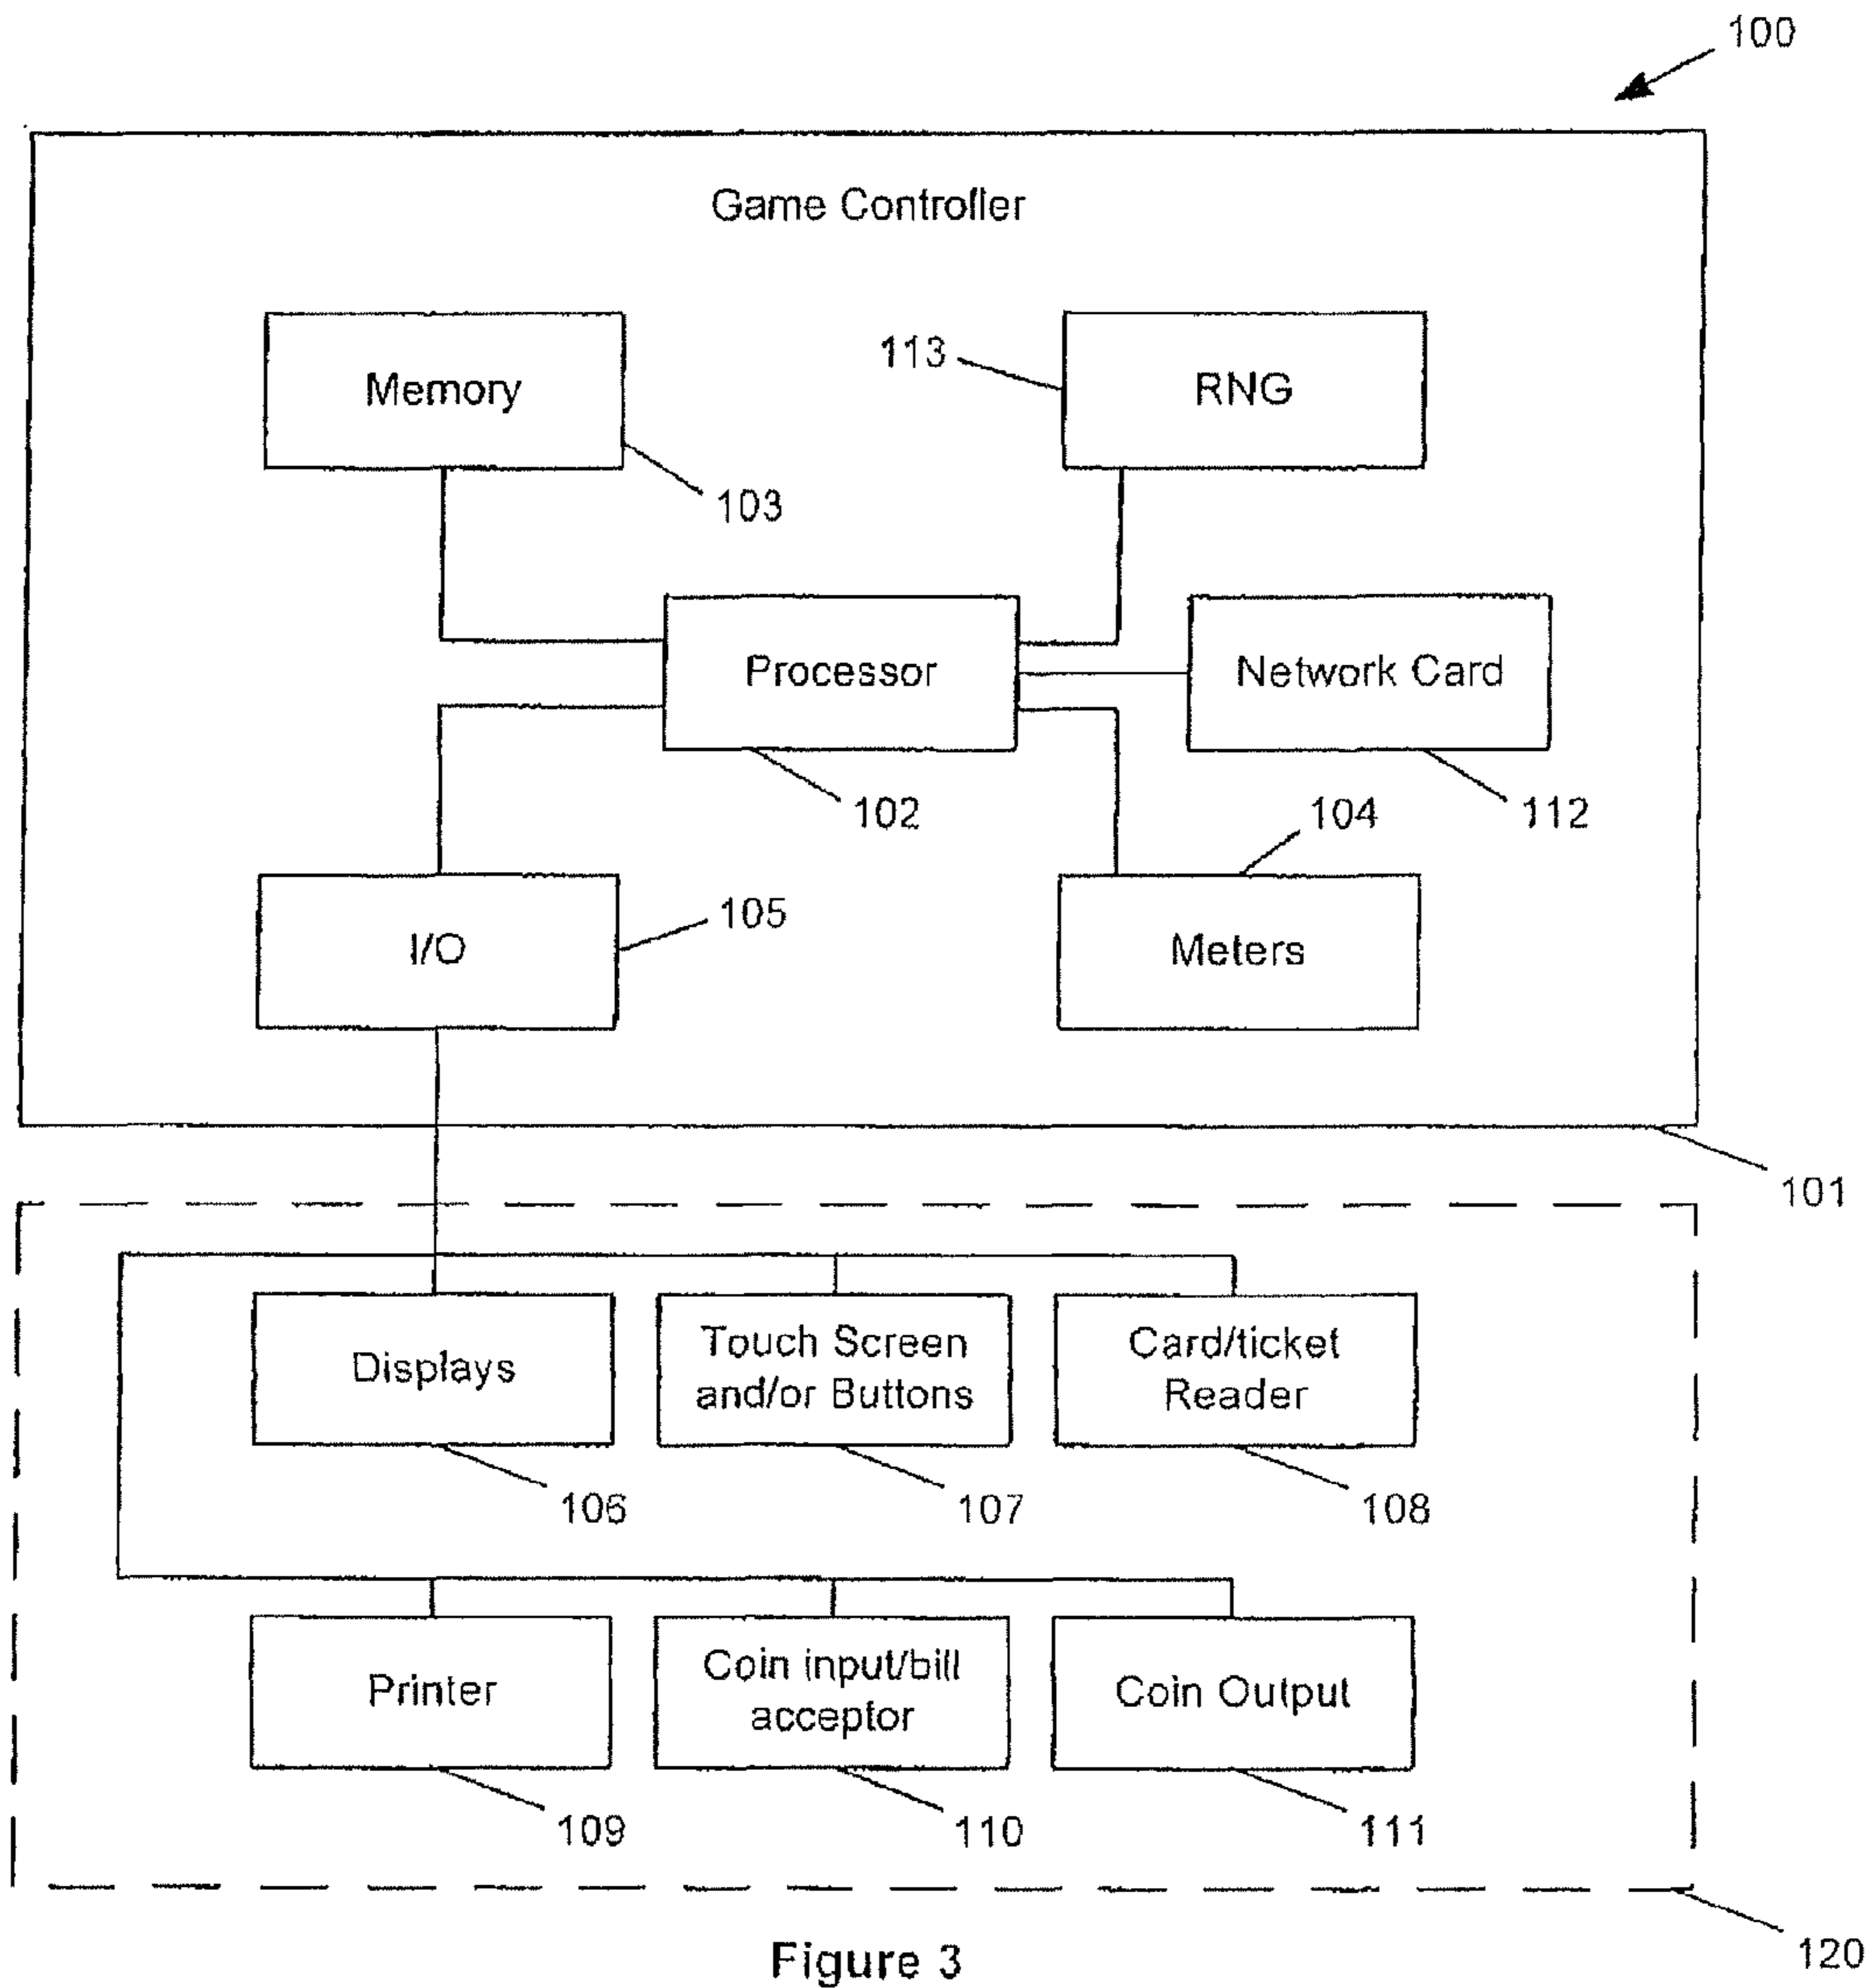 100
Game Controller
Memory
113
RNG
103
Processor
Network Card
102
104
112
I/O
105
Meters
101
Displays
Touch Screen
and/or Buttons
Card/ticket
Reader
106
107
108
Printer
Coin input/bill
acceptor
Coin Output
109
110
111
120
Figure 3